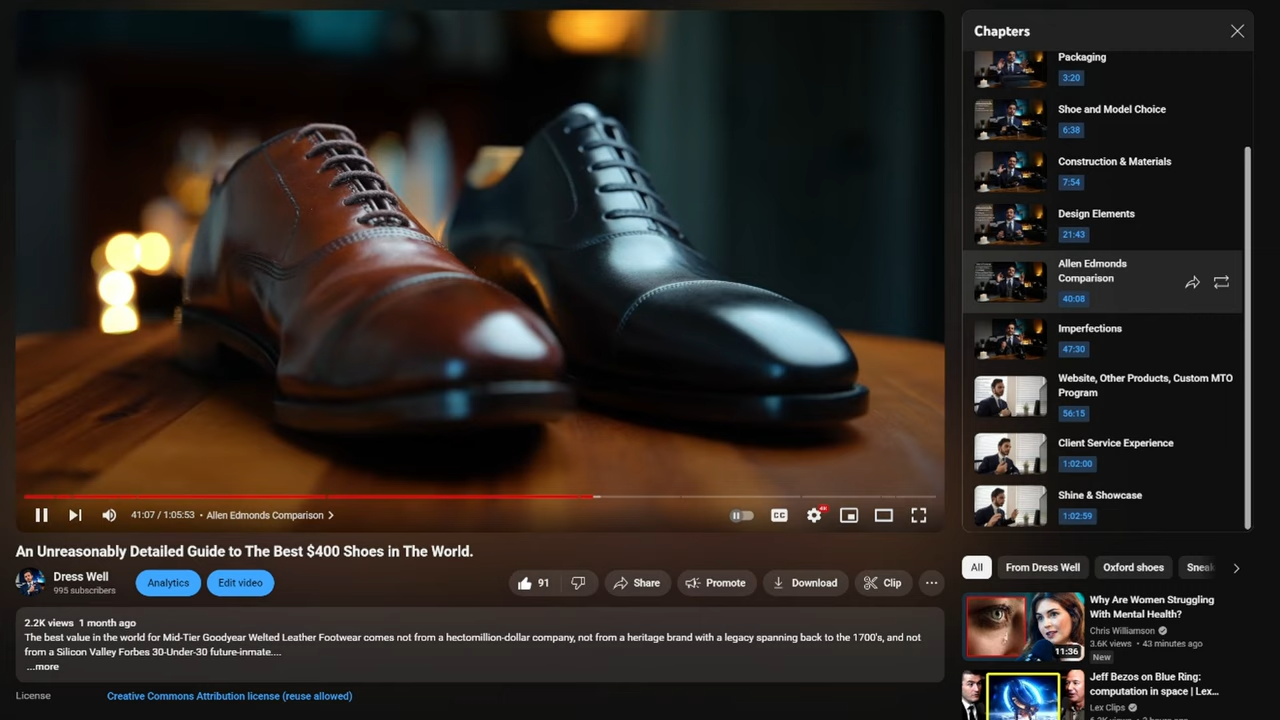 Chapters
Packaging
3:20
Shoe and Model Choice
6:38
Construction & Materials
7:54
Design Elements
21:43
Allen Edmonds
Comparison
40:08
Imperfections
47:30
Website, Other Products, Custom MTO
Program
56:15
Client Service Experience
1:02:00
Shine & Showcase
1:02:59
41:07 / 1:05:53 • Allen Edmonds Comparison
CC
4K
An Unreasonably Detailed Guide to The Best $400 Shoes in The World.
Dress Well
995 subscribers
Analytics
Edit video
91
Share
Promote
Download
Clip
2.2K views 1 month ago
The best value in the world for Mid-Tier Goodyear Welted Leather Footwear comes not from a hectomillion-dollar company, not from a heritage brand with a legacy spanning back to the 1700's, and not
from a Silicon Valley Forbes 30-Under-30 future-inmate....
...more
License
Creative Commons Attribution license (reuse allowed)
All
From Dress Well
Oxford shoes
Sneak
11:36
Why Are Women Struggling
With Mental Health?
Chris Williamson
3.6K views • 43 minutes ago
New
Jeff Bezos on Blue Ring:
computation in space | Lex...
Lex Clips